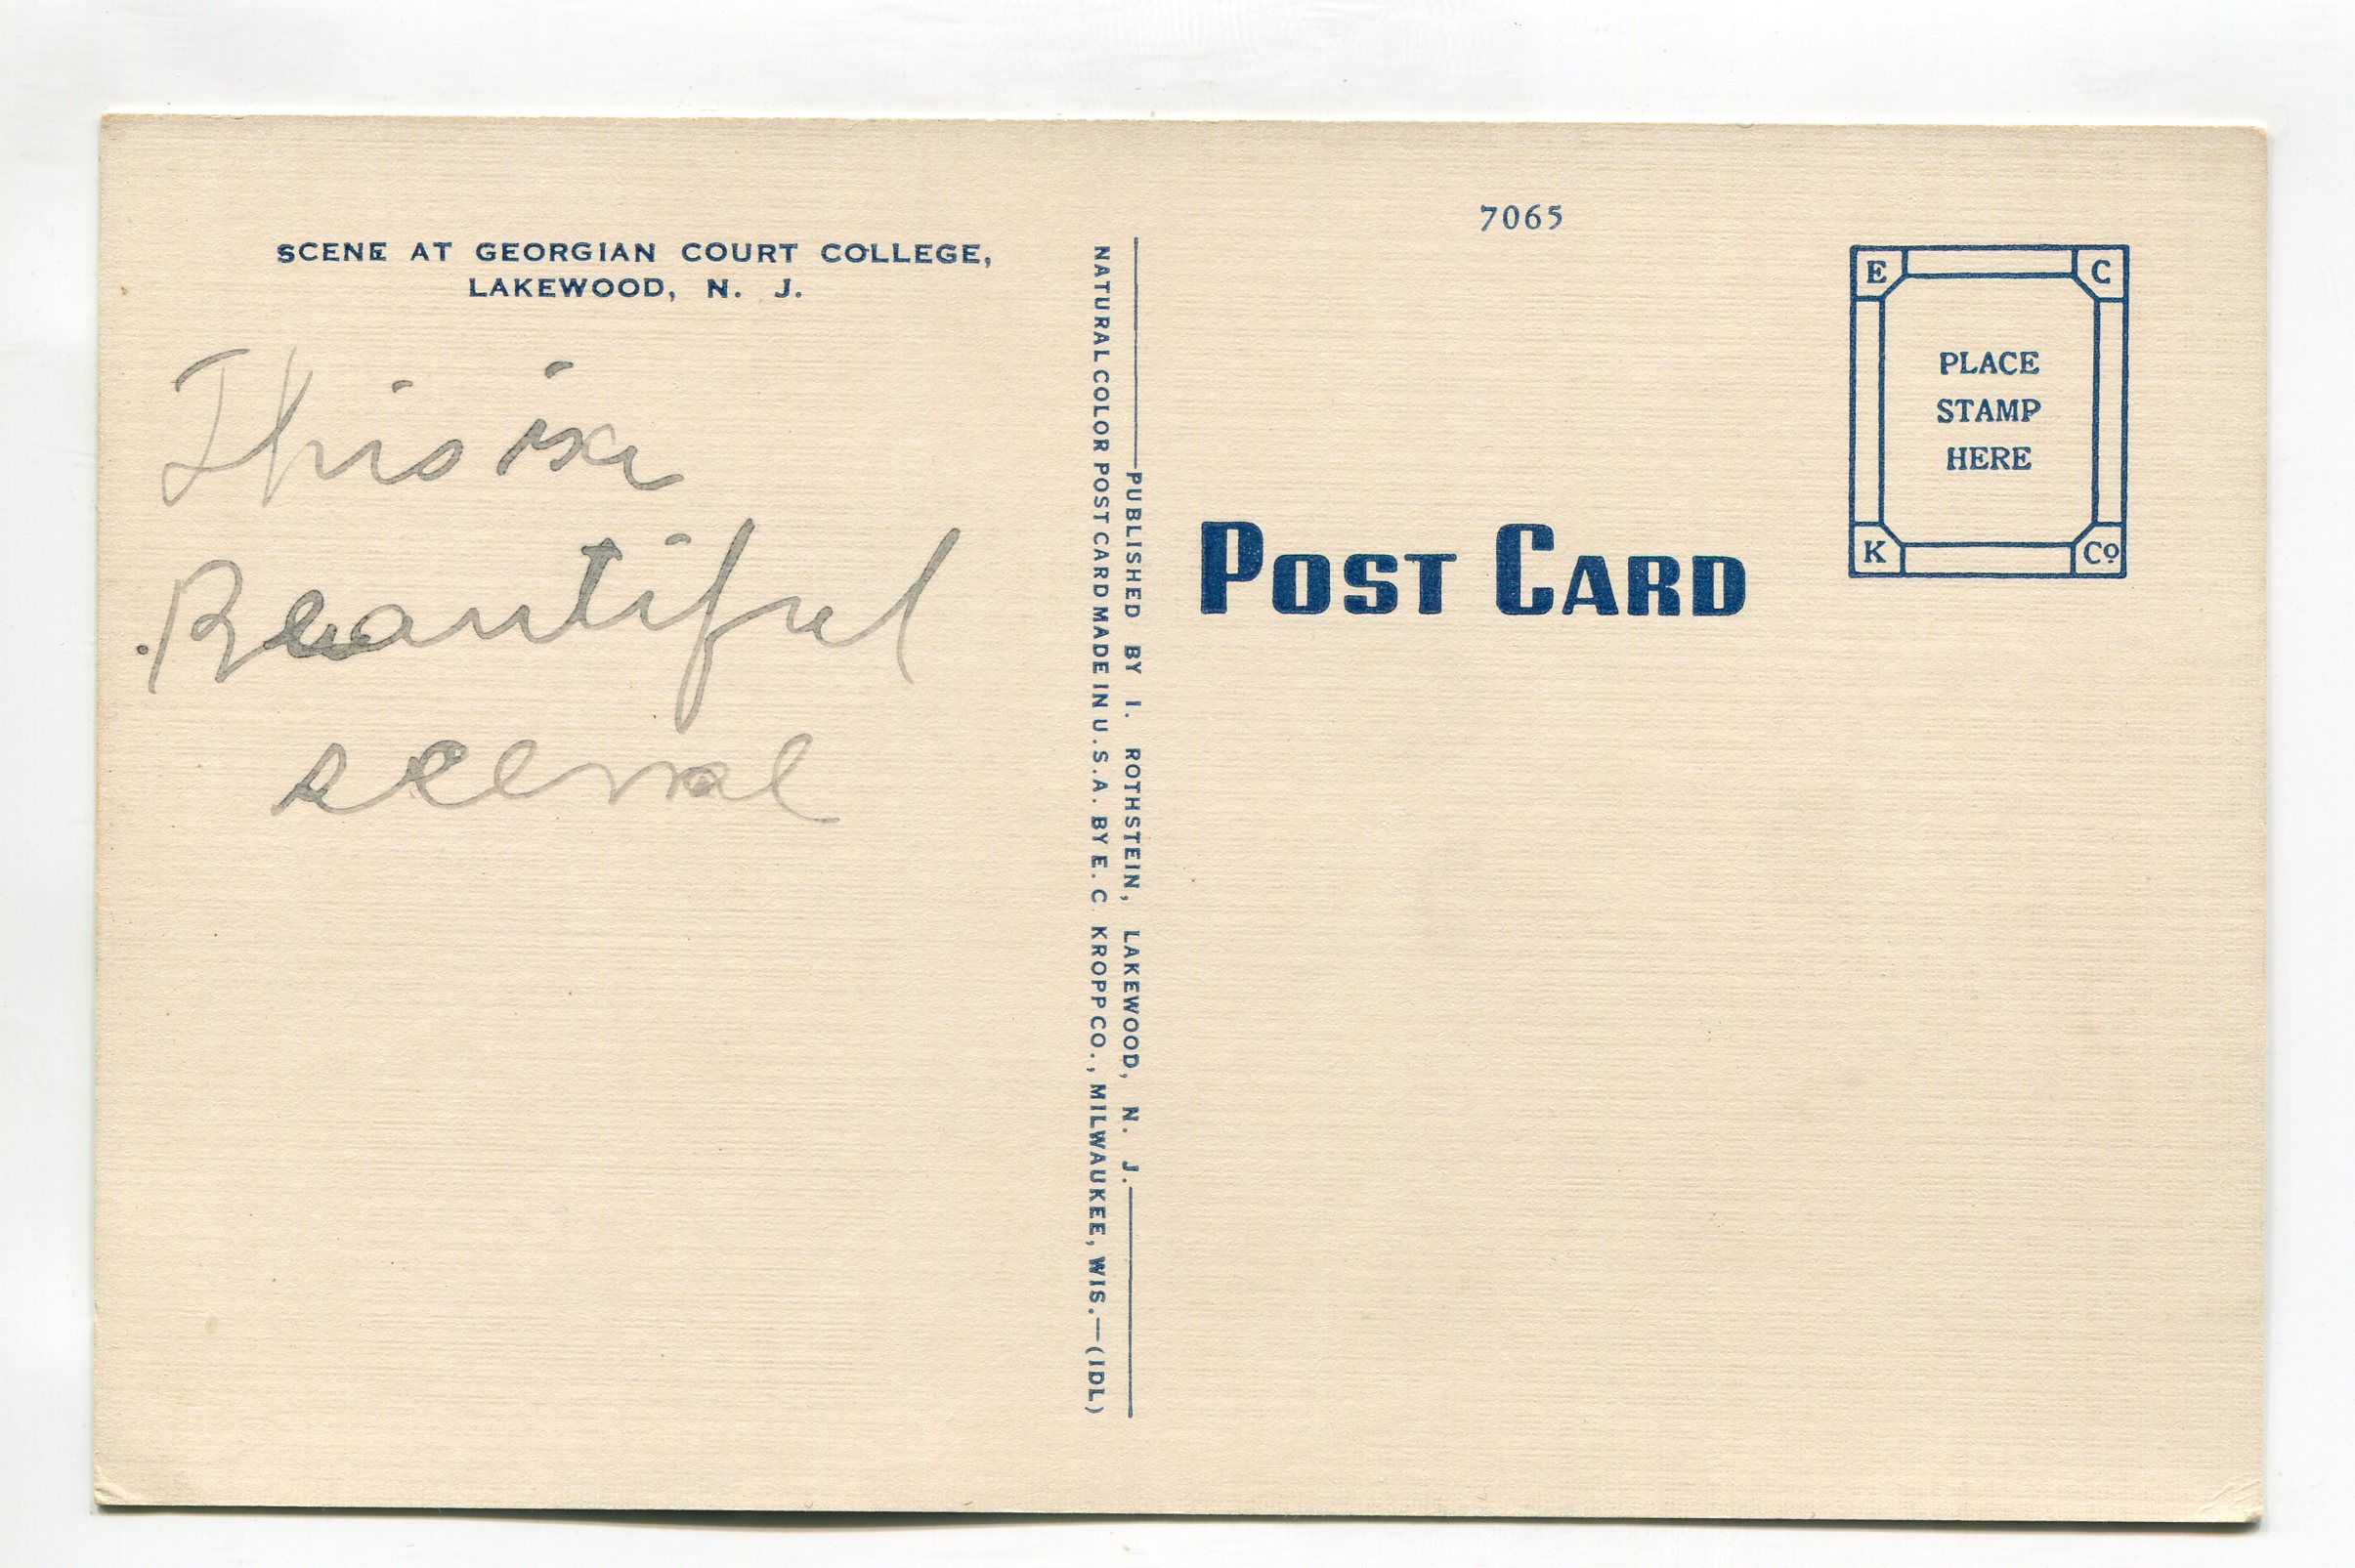 SCENE AT GEORGIAN COURT COLLEGE,
LAKEWOOD, N. J.
This is a
Beautiful
NATURAL COLOR POST CARD MADE IN U.S.A. BY E. C. KROPP CO., MILWAUKEE, WIS.—(IDL)
PUBLISHED BY I. ROTHSTEIN, LAKEWOOD, N. J.
7065
POST CARD
E C
PLACE
STAMP
HERE
K Co